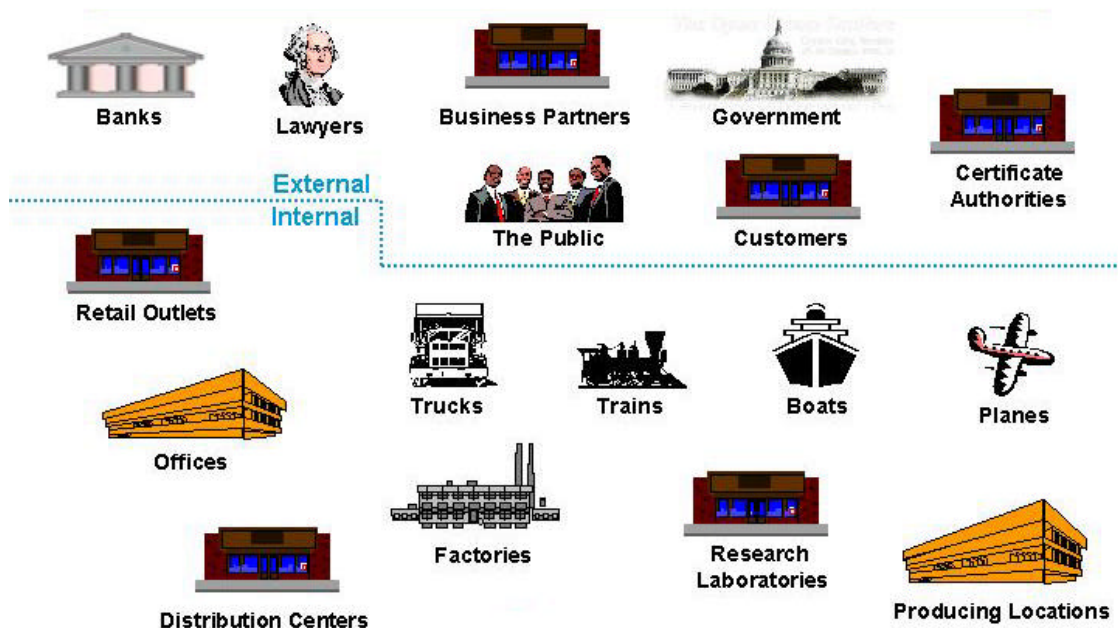 Banks
Lawyers
Business Partners
Government
Certificate
Authorities
External
Internal
The Public
Customers
Retail Outlets
Trucks
Trains
Boats
Planes
Offices
Factories
Research
Laboratories
Distribution Centers
Producing Locations